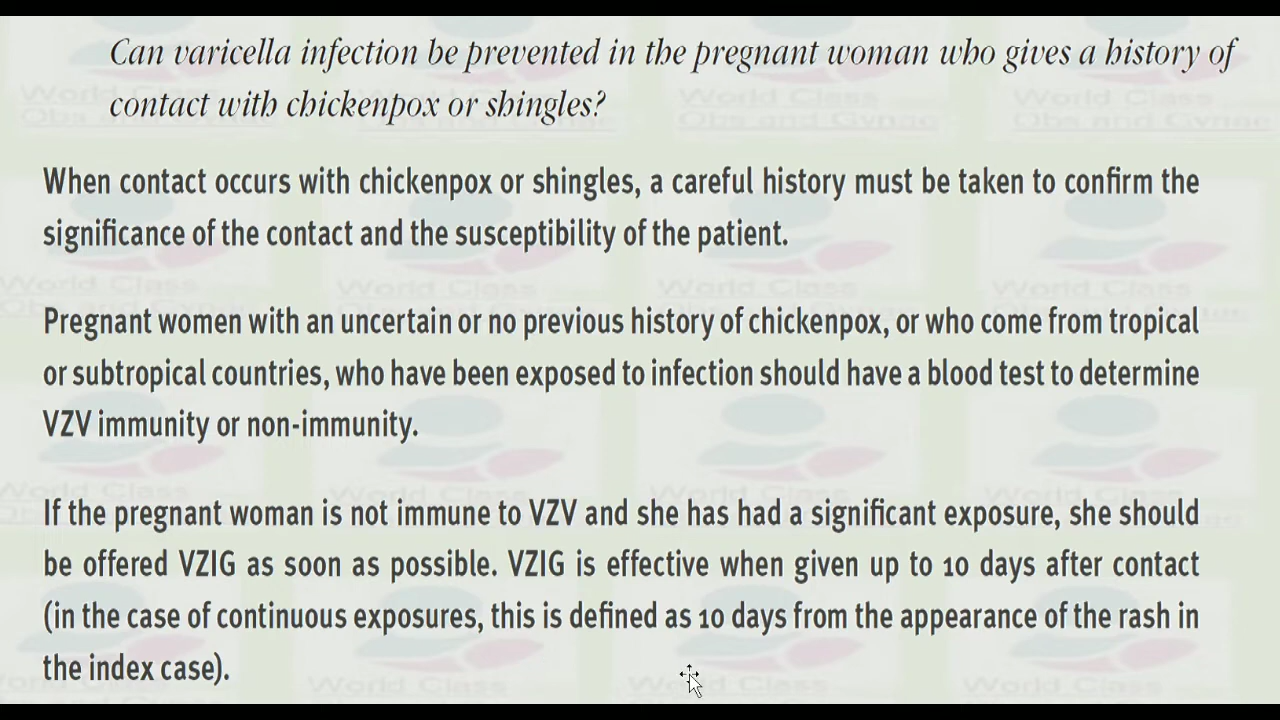 Can varicella infection be prevented in the pregnant woman who gives a history of
contact with chickenpox or shingles?
When contact occurs with chickenpox or shingles, a careful history must be taken to confirm the
significance of the contact and the susceptibility of the patient.
Pregnant women with an uncertain or no previous history of chickenpox, or who come from tropical
or subtropical countries, who have been exposed to infection should have a blood test to determine
VZV immunity or non-immunity.
If the pregnant woman is not immune to VZV and she has had a significant exposure, she should
be offered VZIG as soon as possible. VZIG is effective when given up to 10 days after contact
(in the case of continuous exposures, this is defined as 10 days from the appearance of the rash in
the index case).